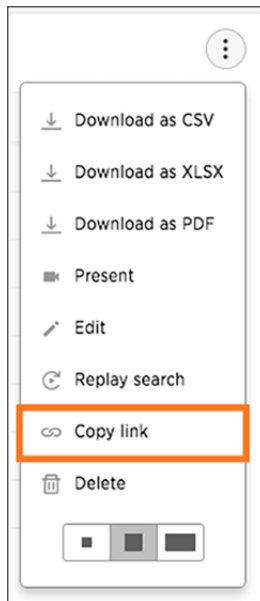 Download as CSV
Download as XLSX
Download as PDF
Present
Edit
Replay search
Copy link
Delete